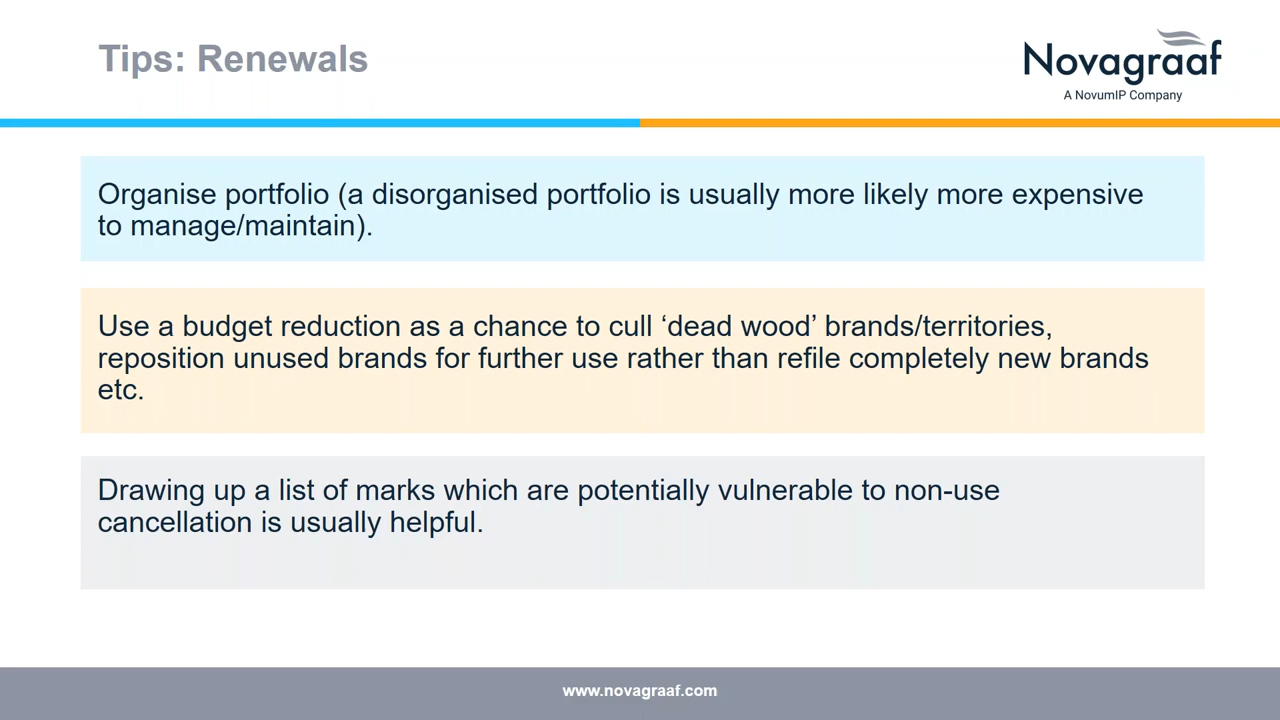 Tips: Renewals
Novagraaf
A NovumIP Company
Organise portfolio (a disorganised portfolio is usually more likely more expensive
to manage/maintain).
Use a budget reduction as a chance to cull ‘dead wood’ brands/territories,
reposition unused brands for further use rather than refile completely new brands
etc.
Drawing up a list of marks which are potentially vulnerable to non-use
cancellation is usually helpful.
www.novagraaf.com